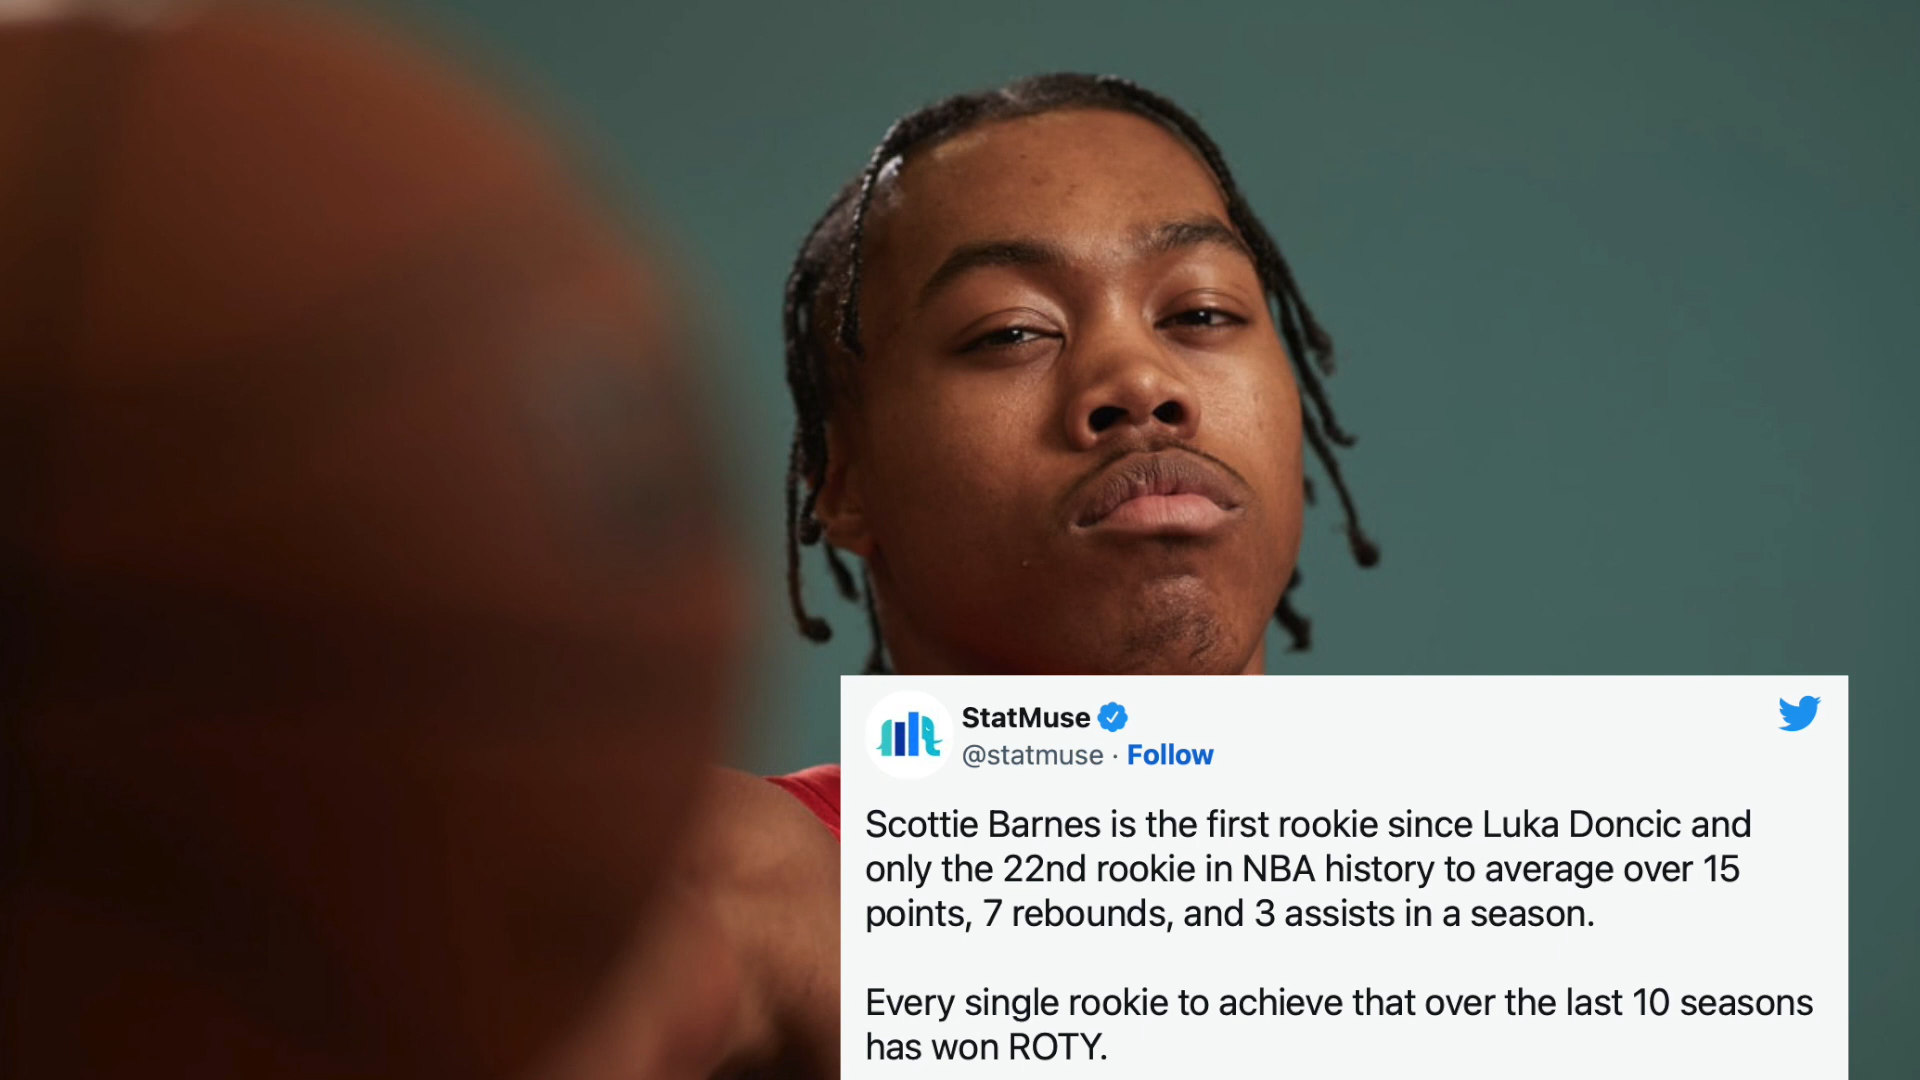 StatMuse
@statmuse · Follow
Scottie Barnes is the first rookie since Luka Doncic and
only the 22nd rookie in NBA history to average over 15
points, 7 rebounds, and 3 assists in a season.
Every single rookie to achieve that over the last 10 seasons
has won ROTY.